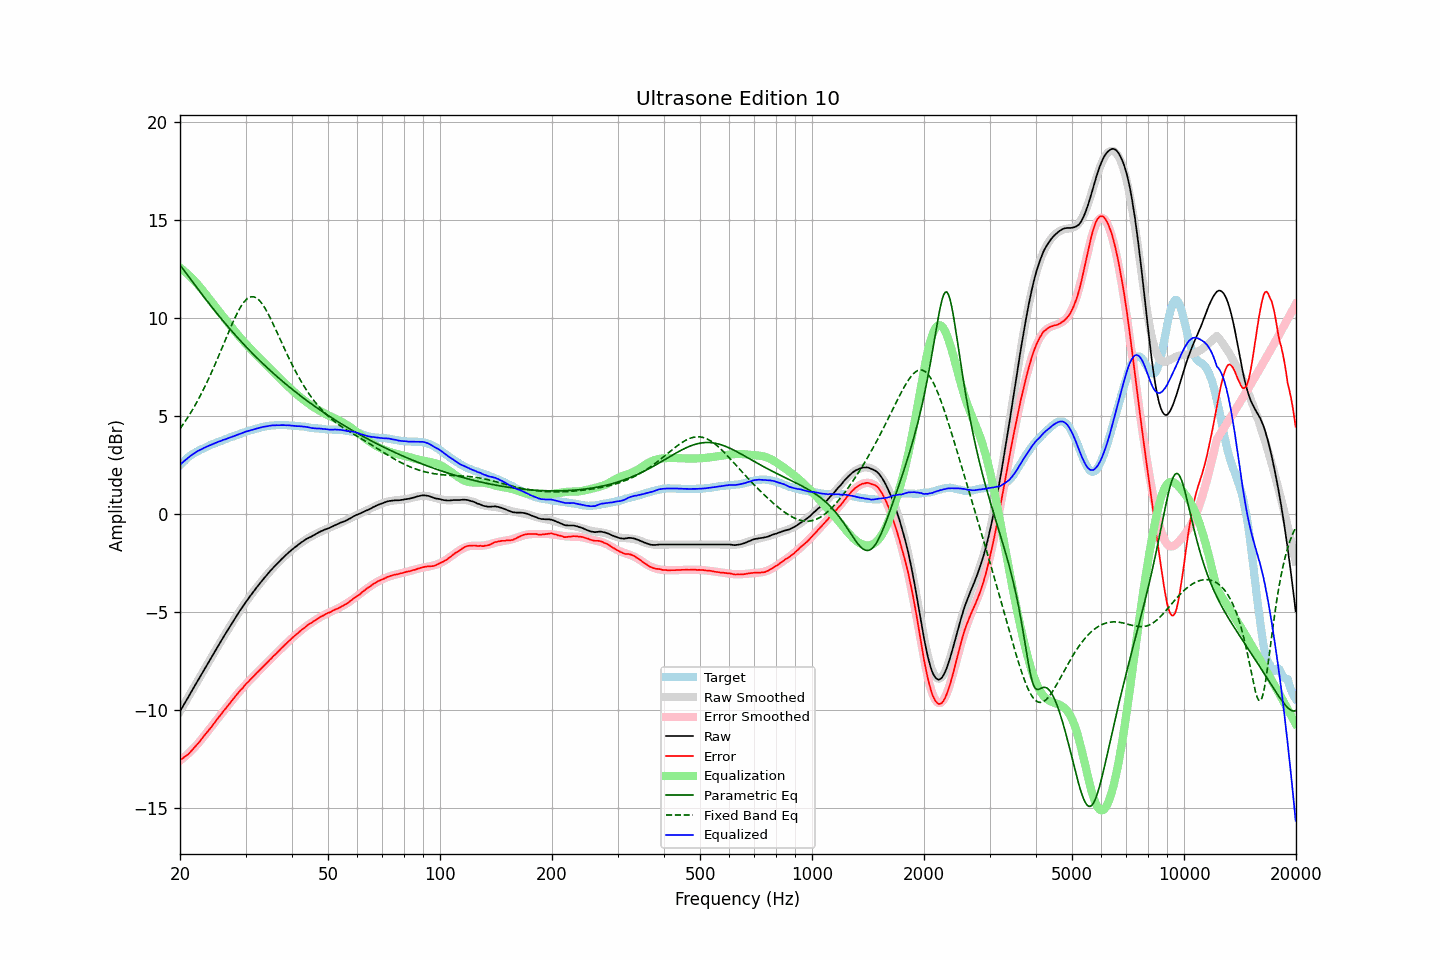 Ultrasone Edition 10
20
15
10
5
0
−5
−10
−15
Amplitude (dBr)
Target
Raw Smoothed
Error Smoothed
Raw
Error
Equalization
Parametric Eq
Fixed Band Eq
Equalized
20 50 100 200 500 1000 2000 5000 10000 20000
Frequency (Hz)